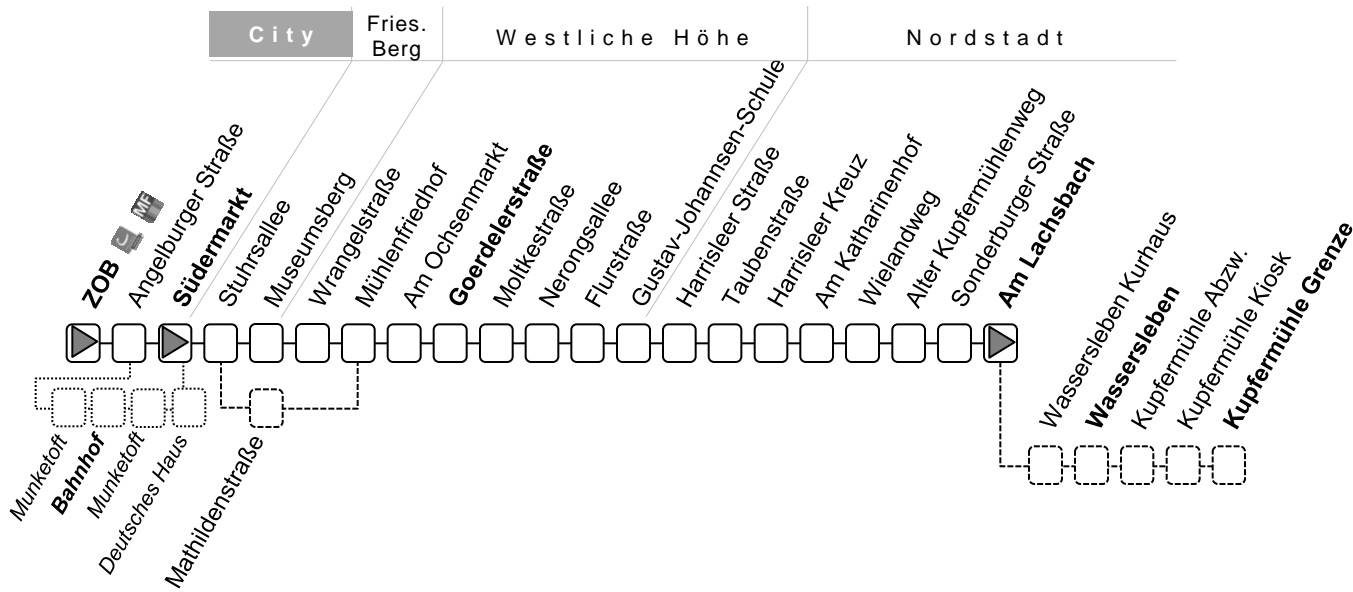 City
Fries.
Berg
Westliche Höhe
Nordstadt
ZOB
MF
Angelburger Straße
Südermarkt
Stuhrsallee
Museumsberg
Wrangelstraße
Mühlenfriedhof
Am Ochsenmarkt
Goerdelerstraße
Moltkestraße
Nerongsallee
Flurstraße
Gustav-Johannsen-Schule
Harrisleer Straße
Taubenstraße
Harrisleer Kreuz
Am Katharinenhof
Wielandweg
Alter Kupfermühlenweg
Sonderburger Straße
Am Lachsbach
Wassersleben Kurhaus
Wassersleben
Kupfermühle Abzw.
Kupfermühle Kiosk
Kupfermühle Grenze
Munketoft
Bahnhof
Munketoft
Deutsches Haus
Mathildenstraße